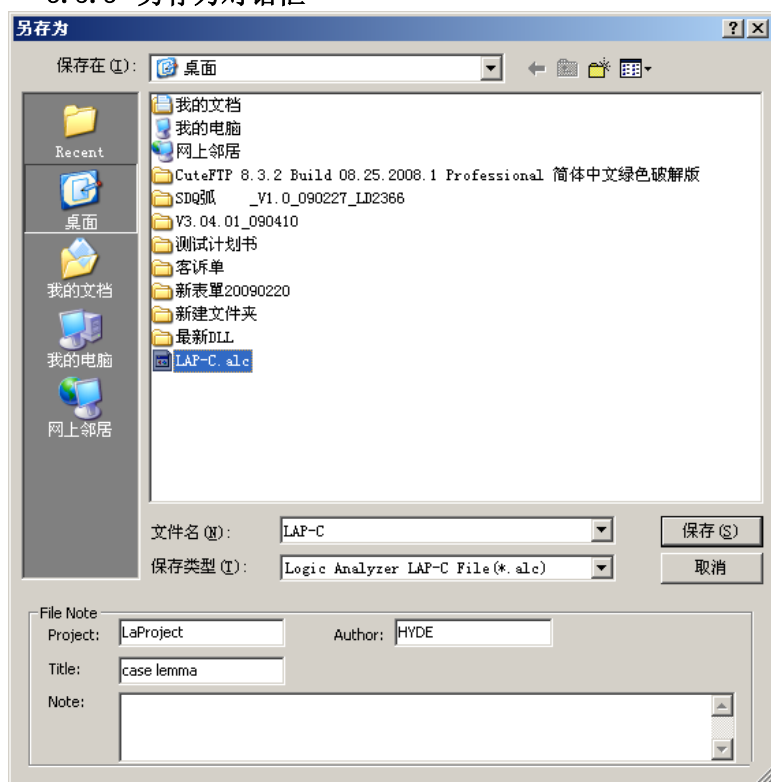 另存为对话框
另存为
保存在(I): 桌面
Recent
桌面
我的文档
我的电脑
网上邻居
我的文档
我的电脑
网上邻居
CuteFTP 8.3.2 Build 08.25.2008.1 Professional 简体中文绿色破解版
SDQ弧 _V1.0_090227_LD2366
V3.04.01_090410
测试计划书
客诉单
新表單20090220
新建文件夹
最新DLL
LAP-C.alc
文件名(N): LAP-C 保存(S)
保存类型(T): Logic Analyzer LAP-C File(*.alc) 取消
File Note
Project: LaProject Author: HYDE
Title: case lemma
Note: